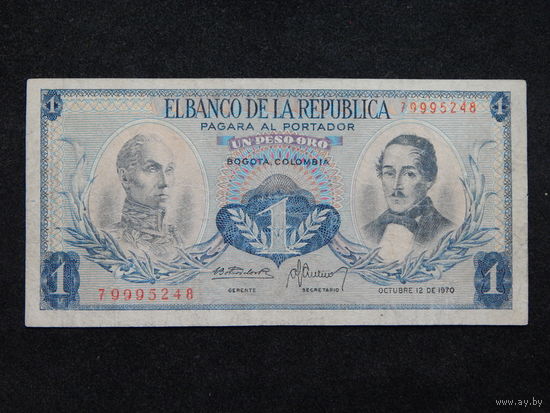 1 EL BANCO DE LA REPUBLICA 79995248 1
PAGARA AL PORTADOR
UN PESO ORO
BOGOTA, COLOMBIA
1
1 79995248 GERENTE SECRETARIO OCTUBRE 12 DE 1970 1
www.ay.by